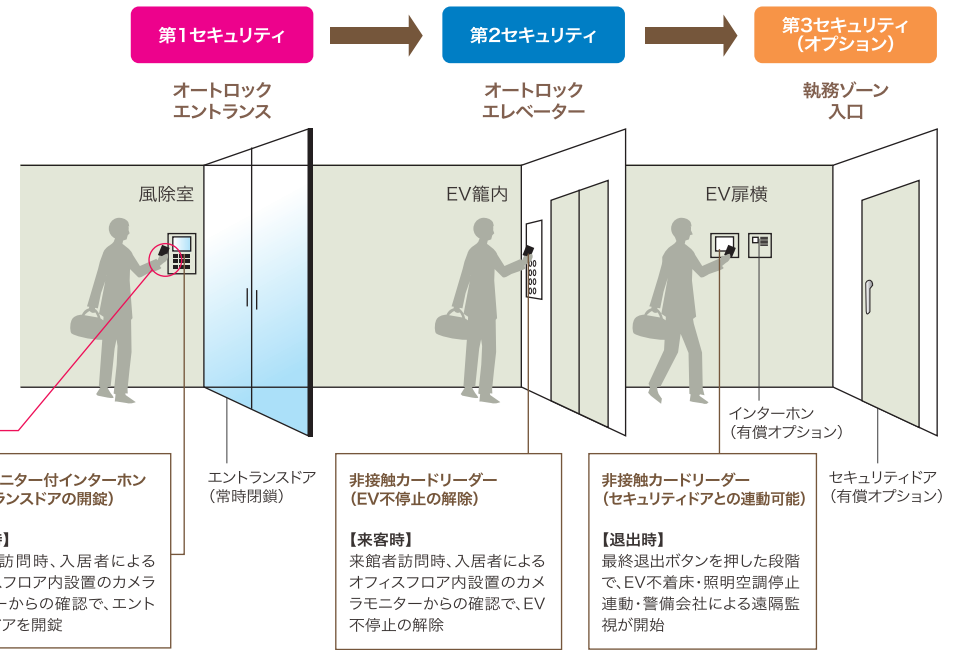 第1セキュリティ
第2セキュリティ
第3セキュリティ
（オプション）
オートロック
エントランス
オートロック
エレベーター
執務ゾーン
入口
風除室
EV籠内
EV扉横
インターホン
（有償オプション）
エントランスドア
（常時閉鎖）
セキュリティドア
（有償オプション）
ニター付インターホン
ランスドアの開錠）
】
訪問時、入居者による
スフロア内設置のカメラ
ーからの確認で、エント
アを開錠
非接触カードリーダー
（EV不停止の解除）
【来客時】
来館者訪問時、入居者による
オフィスフロア内設置のカメ
ラモニターからの確認で、EV
不停止の解除
非接触カードリーダー
（セキュリティドアとの連動可能）
【退出時】
最終退出ボタンを押した段階
で、EV不着床・照明空調停止
連動・警備会社による遠隔監
視が開始